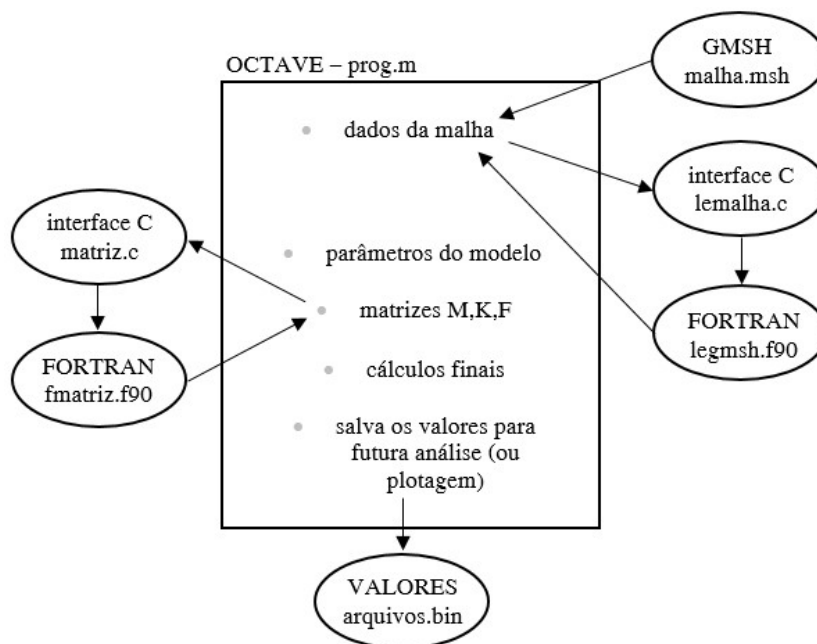 OCTAVE – prog.m
GMSH
malha.msh
dados da malha
interface C
lemalha.c
interface C
matriz.c
parâmetros do modelo
matrizes M,K,F
FORTRAN
legmsh.f90
FORTRAN
fmatriz.f90
cálculos finais
salva os valores para
futura análise (ou
plotagem)
VALORES
arquivos.bin